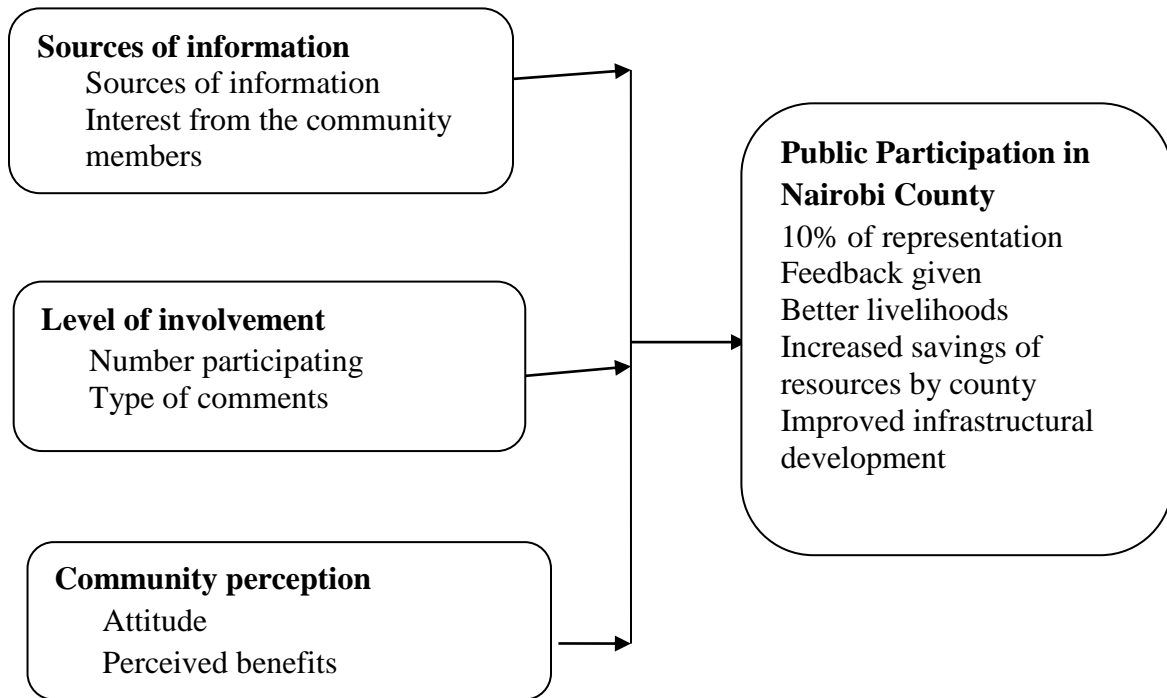 Sources of information
Sources of information
Interest from the community
members
Level of involvement
Number participating
Type of comments
Community perception
Attitude
Perceived benefits
Public Participation in
Nairobi County
10% of representation
Feedback given
Better livelihoods
Increased savings of
resources by county
Improved infrastructural
development